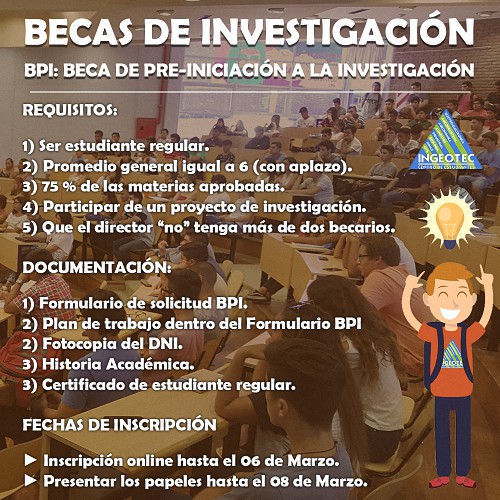 BECAS DE INVESTIGACIÓN
BPI: BECA DE PRE-INICIACIÓN A LA INVESTIGACIÓN
REQUISITOS:
1) Ser estudiante regular.
2) Promedio general igual a 6 (con aplazo).
3) 75 % de las materias aprobadas.
4) Participar de un proyecto de investigación.
5) Que el director “no” tenga más de dos becarios.
INGEOTEC
CENTRO DE ESTUDIANTES
DOCUMENTACIÓN:
1) Formulario de solicitud BPI.
2) Plan de trabajo dentro del Formulario BPI
2) Fotocopia del DNI.
3) Historia Académica.
3) Certificado de estudiante regular.
INGEOTEC
FECHAS DE INSCRIPCIÓN
► Inscripción online hasta el 06 de Marzo.
► Presentar los papeles hasta el 08 de Marzo.